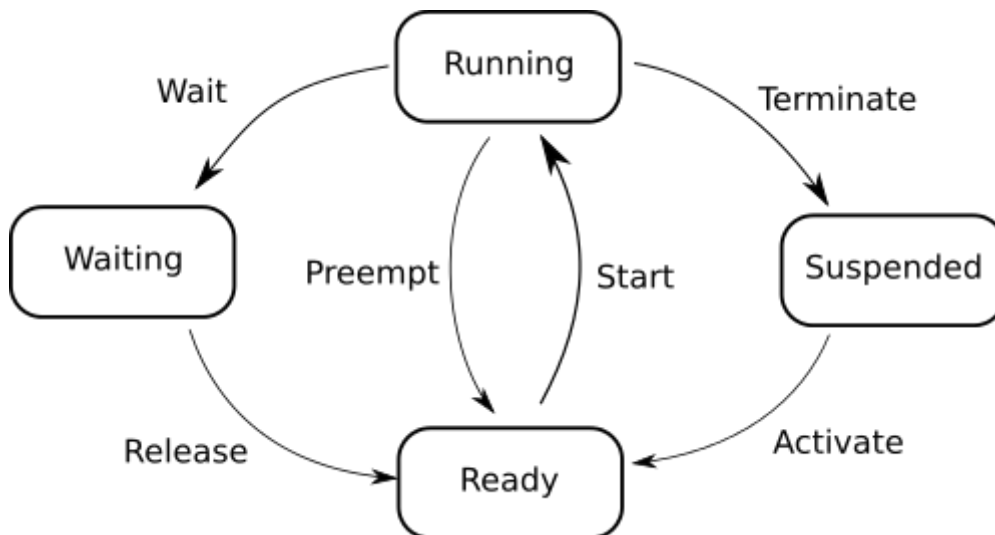 Running
Wait
Terminate
Waiting
Preempt
Start
Suspended
Release
Activate
Ready